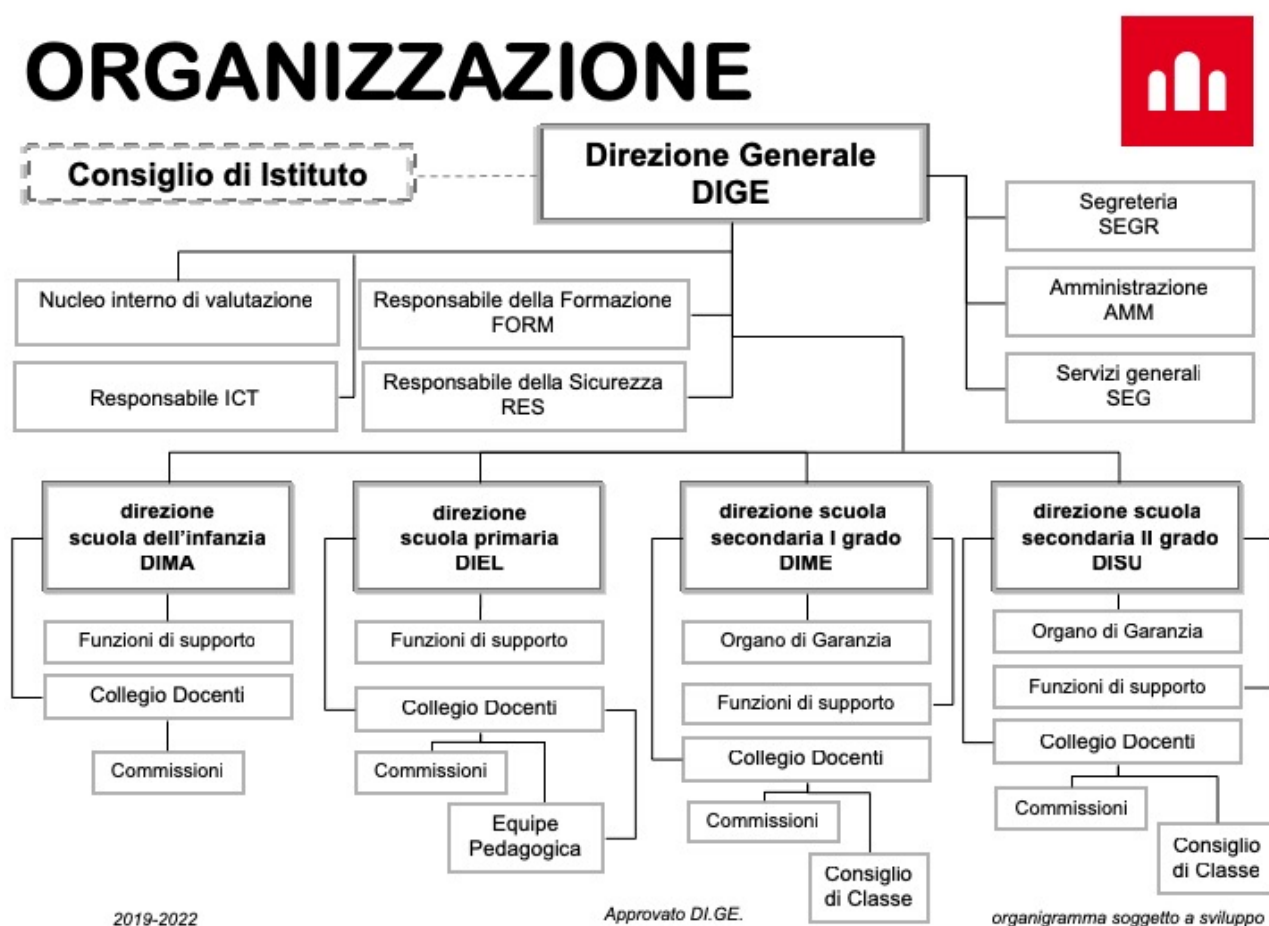 ORGANIZZAZIONE
Consiglio di Istituto
Direzione Generale
DIGE
Segreteria
SEGR
Amministrazione
AMM
Servizi generali
SEG
Nucleo interno di valutazione
Responsabile della Formazione
FORM
Responsabile ICT
Responsabile della Sicurezza
RES
direzione
scuola dell'infanzia
DIMA
Funzioni di supporto
Collegio Docenti
Commissioni
direzione
scuola primaria
DIEL
Funzioni di supporto
Collegio Docenti
Commissioni
Equipe
Pedagogica
direzione scuola
secondaria I grado
DIME
Organo di Garanzia
Funzioni di supporto
Collegio Docenti
Commissioni
Consiglio
di Classe
direzione scuola
secondaria II grado
DISU
Organo di Garanzia
Funzioni di supporto
Collegio Docenti
Commissioni
Consiglio
di Classe
2019-2022
Approvato DI.GE.
organigramma soggetto a sviluppo